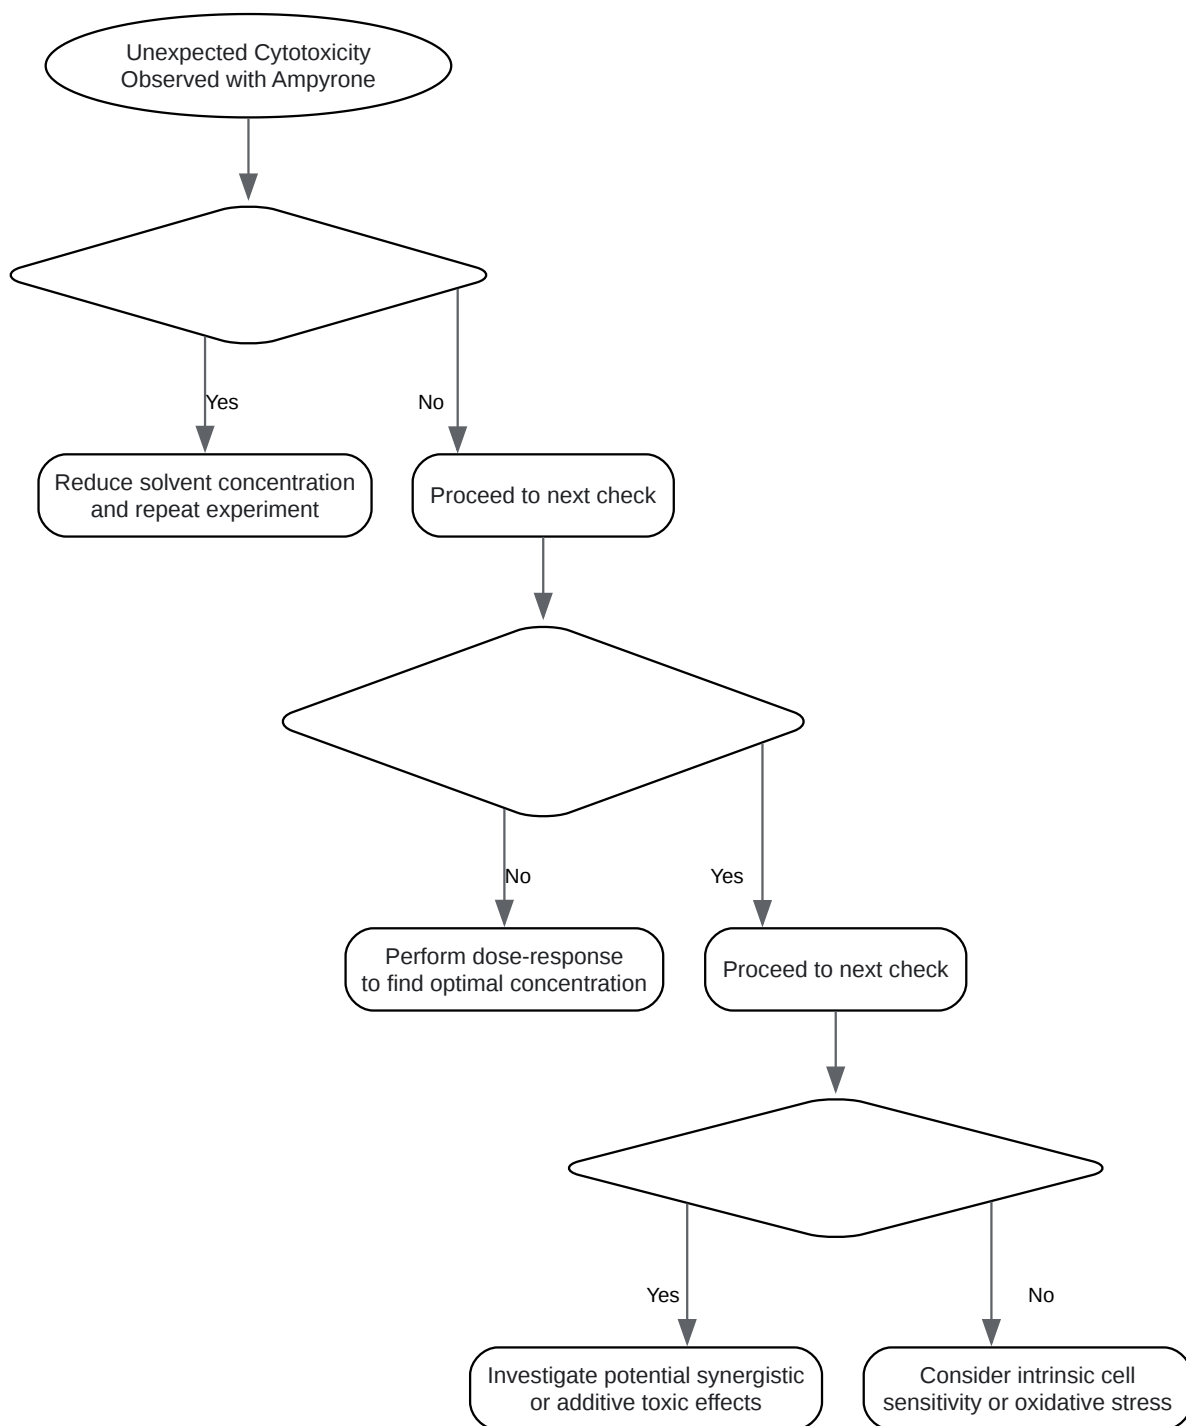 Unexpected Cytotoxicity
Observed with Ampyrone
Yes
No
Reduce solvent concentration
and repeat experiment
Proceed to next check
No
Yes
Perform dose-response
to find optimal concentration
Proceed to next check
Yes
No
Investigate potential synergistic
or additive toxic effects
Consider intrinsic cell
sensitivity or oxidative stress